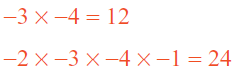 −3 × −4 = 12
−2 × −3 × −4 × −1 = 24